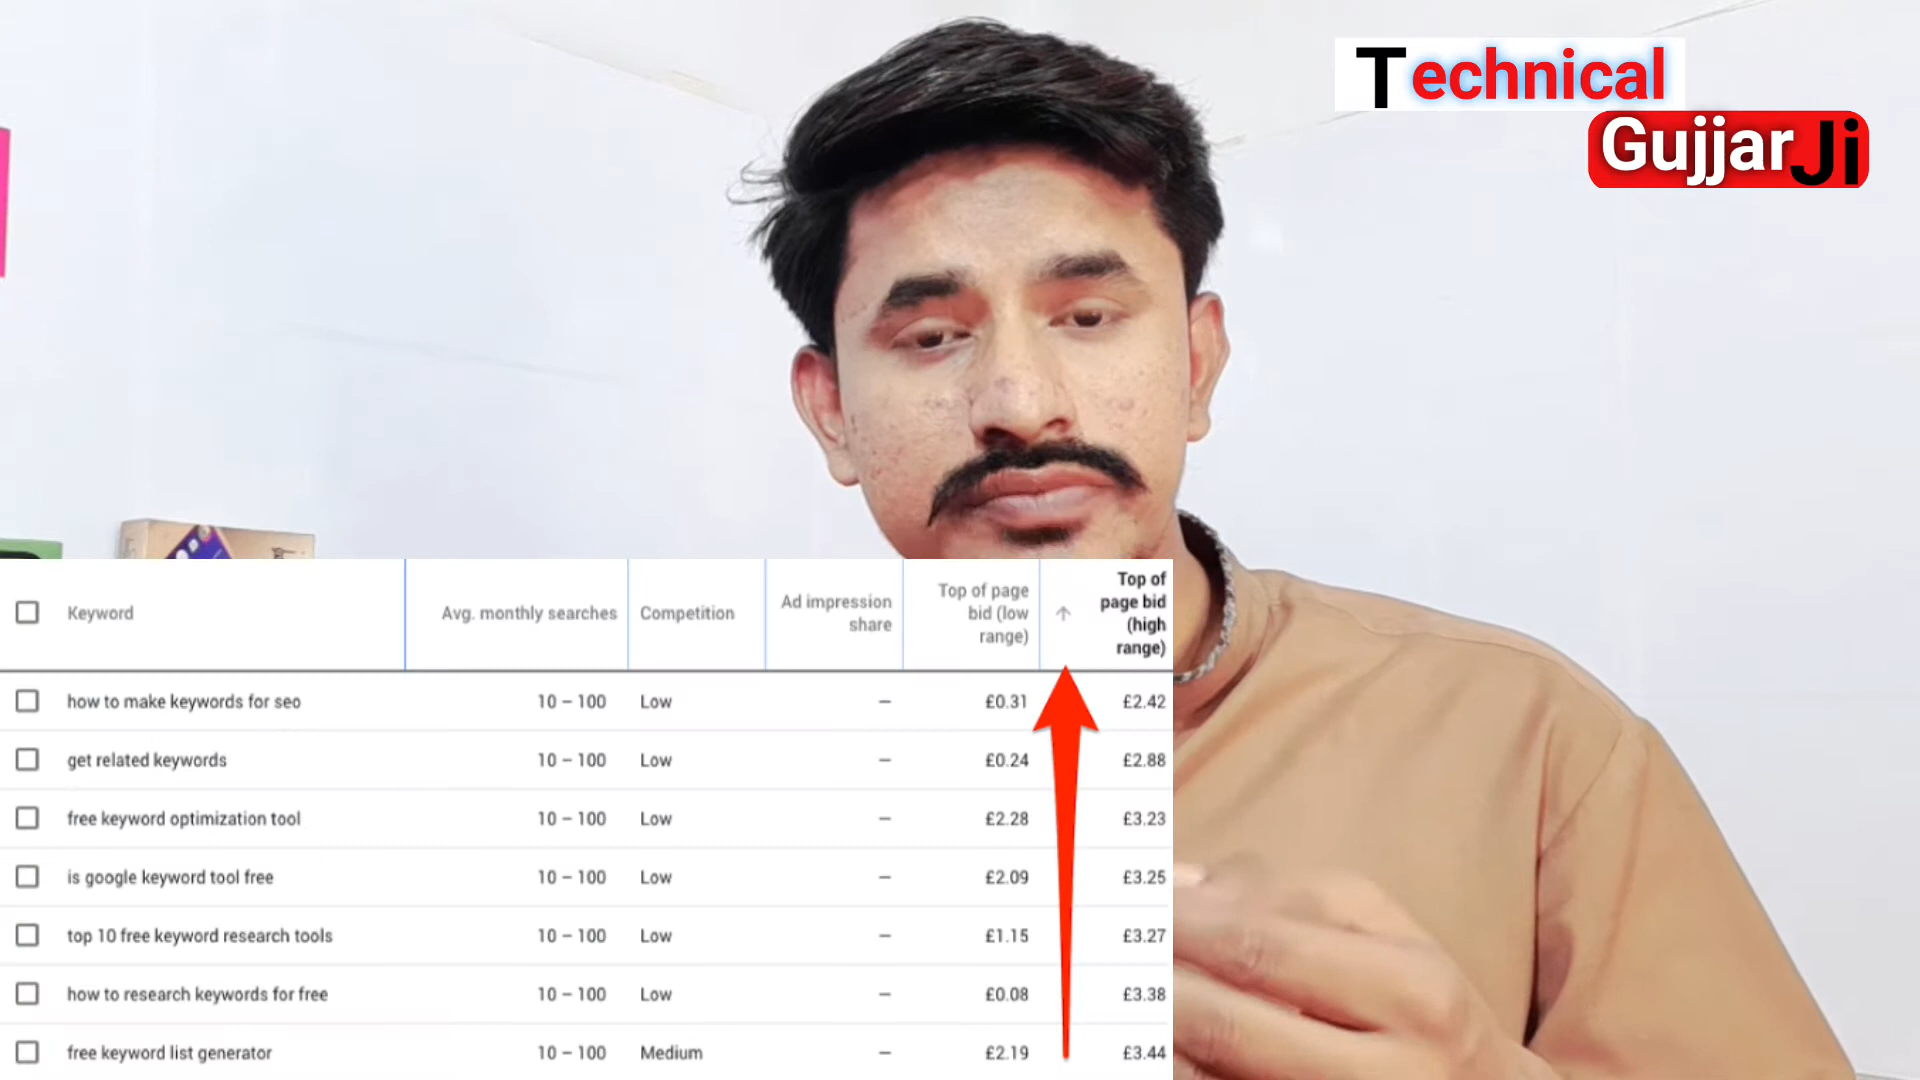 Technical
GujjarJi
Keyword Avg. monthly searches Competition Ad impression share Top of page bid (low range) Top of page bid (high range)
how to make keywords for seo 10 – 100 Low – £0.31 £2.42
get related keywords 10 – 100 Low – £0.24 £2.88
free keyword optimization tool 10 – 100 Low – £2.28 £3.23
is google keyword tool free 10 – 100 Low – £2.09 £3.25
top 10 free keyword research tools 10 – 100 Low – £1.15 £3.27
how to research keywords for free 10 – 100 Low – £0.08 £3.38
free keyword list generator 10 – 100 Medium – £2.19 £3.44